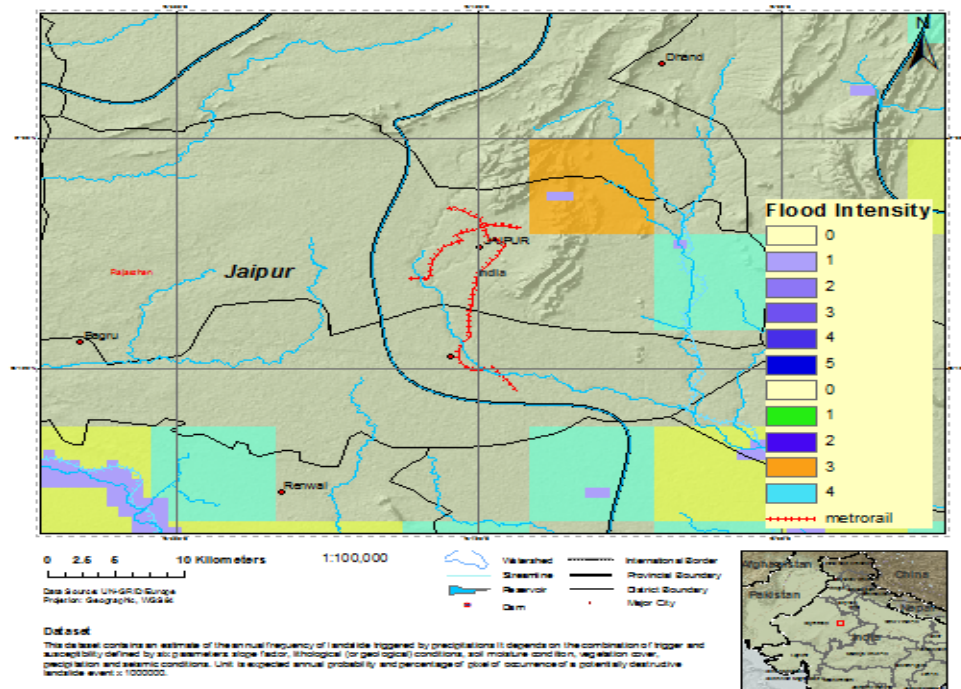 N
Dhand
JAIPUR
India
Rajasthan
Jaipur
Bagru
Renwal
Flood Intensity
0
1
2
3
4
5
0
1
2
3
4
metrorail
0 2.5 5 10 Kilometers
1:100,000
Data Source: UN-GRID-Europe
Projection: Geographic, WGS84
Watershed
Streamline
Reservoir
Dam
International Border
Provincial Boundary
District Boundary
Major City
Afghanistan
China
Pakistan
Nepal
India
Dataset
This dataset contains an estimate of the annual frequency of landslide triggered by precipitations. It depends on the combination of trigger and
susceptibility defined by six parameters: slope factor, lithological (or geological) conditions, soil moisture condition, vegetation cover,
precipitation and seismic conditions. Unit is expected annual probability and percentage of pixel of occurrence of a potentially destructive
landslide event x 1000000.